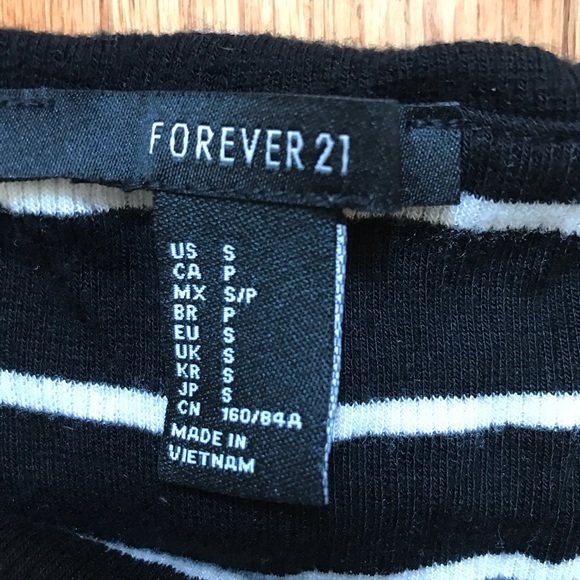 FOREVER 21
US S
CA P
MX S/P
BR P
EU S
UK S
KR S
JP S
CN 160/84A
MADE IN
VIETNAM